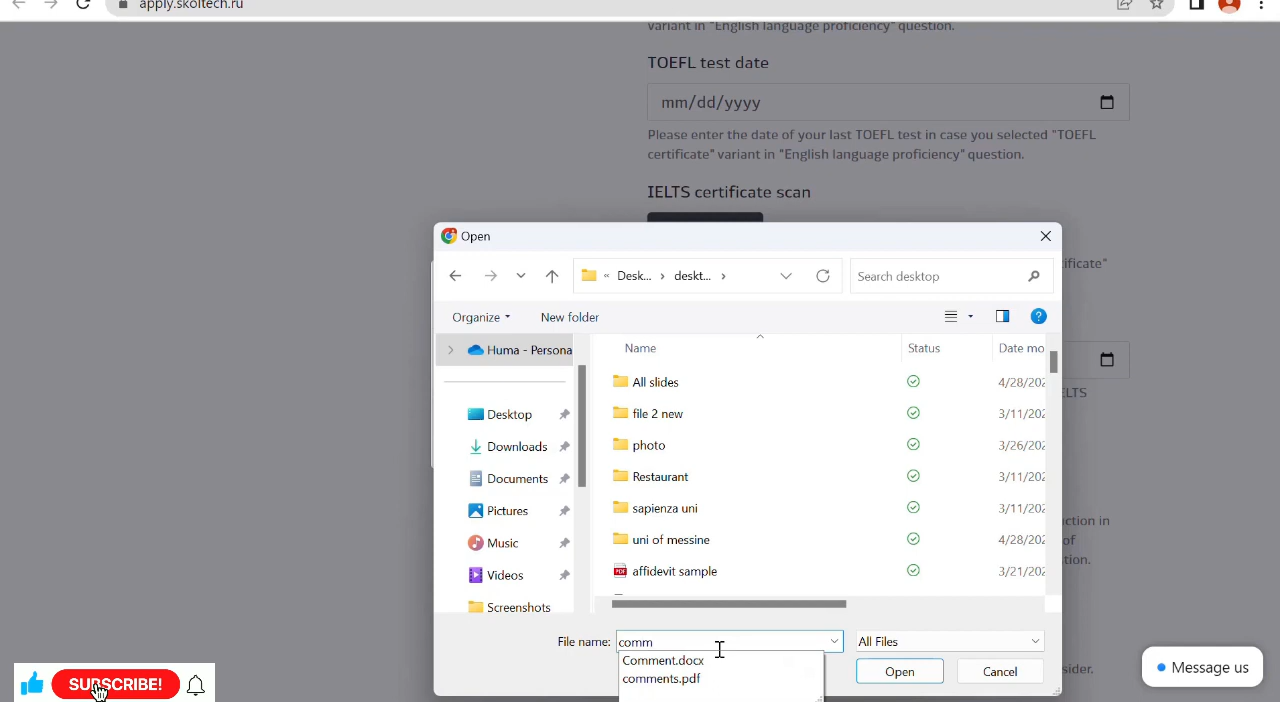 apply.skoltech.ru
variant in "English language proficiency" question.
TOEFL test date
mm/dd/yyyy
Please enter the date of your last TOEFL test in case you selected "TOEFL
certificate" variant in "English language proficiency" question.
IELTS certificate scan
Open
« Desk... › deskt... ›
Search desktop
ificate"
Organize
New folder
Huma - Persona
Name
Status
Date mo
All slides
4/28/202
ELTS
Desktop
file 2 new
3/11/202
Downloads
photo
3/26/202
Documents
Restaurant
3/11/202
Pictures
sapienza uni
3/11/202
ction in
Music
uni of messine
4/28/202
of
tion.
Videos
PDF
affidevit sample
3/21/202
Screenshots
File name:
comm
All Files
Comment.docx
comments.pdf
Open
Cancel
sider.
Message us
SUBSCRIBE!